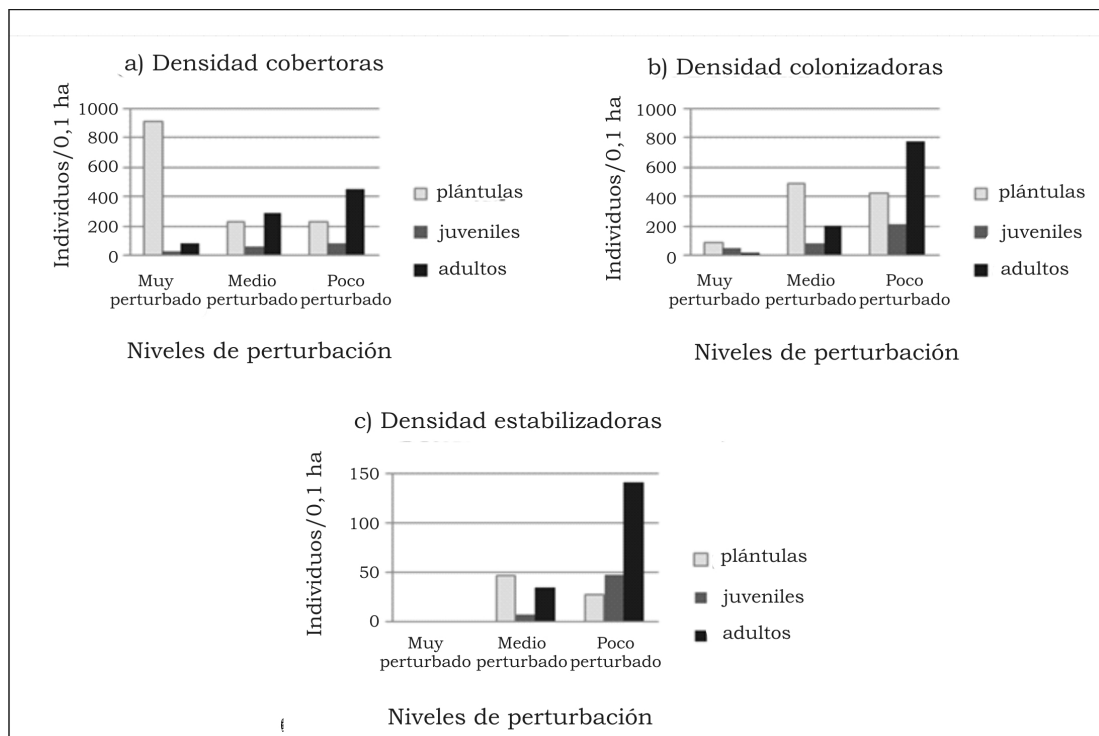 a) Densidad cobertoras
Individuos/0,1 ha
1000
800
600
400
200
0
Muy perturbado
Medio perturbado
Poco perturbado
plántulas
juveniles
adultos
Niveles de perturbación
b) Densidad colonizadoras
Individuos/0,1 ha
1000
800
600
400
200
0
Muy perturbado
Medio perturbado
Poco perturbado
plántulas
juveniles
adultos
Niveles de perturbación
c) Densidad estabilizadoras
Individuos/0,1 ha
150
100
50
0
Muy perturbado
Medio perturbado
Poco perturbado
plántulas
juveniles
adultos
Niveles de perturbación